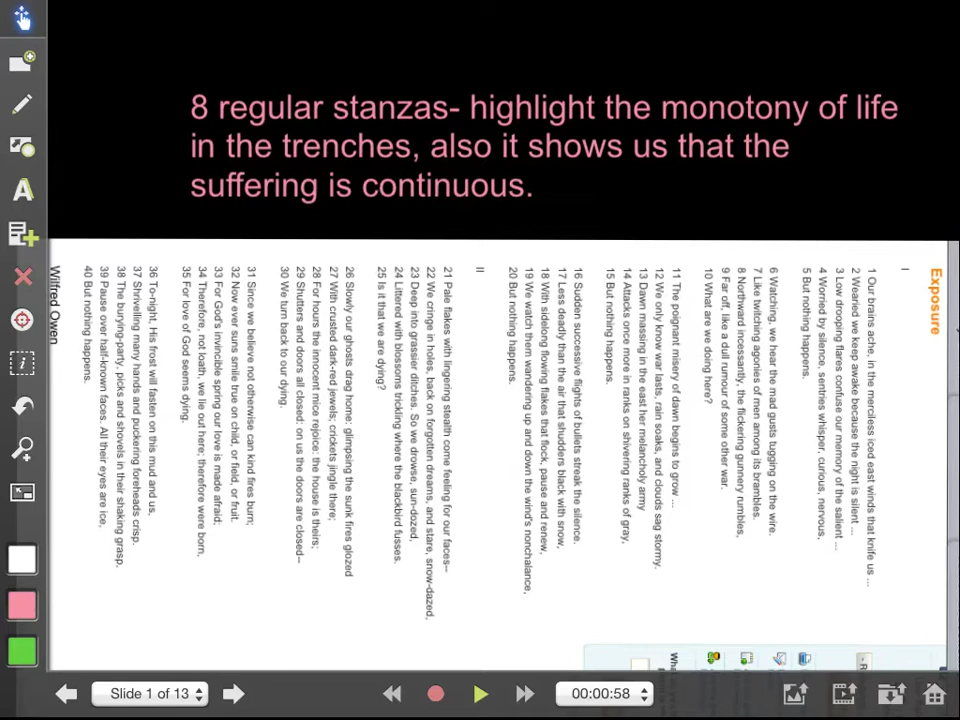 8 regular stanzas- highlight the monotony of life
in the trenches, also it shows us that the
suffering is continuous.
Exposure
I
1 Our brains ache, in the merciless iced east winds that knife us ...
2 Wearied we keep awake because the night is silent ...
3 Low drooping flares confuse our memory of the salient ...
4 Worried by silence, sentries whisper, curious, nervous,
5 But nothing happens.
6 Watching, we hear the mad gusts tugging on the wire.
7 Like twitching agonies of men among its brambles.
8 Northward incessantly, the flickering gunnery rumbles,
9 Far off, like a dull rumour of some other war.
10 What are we doing here?
11 The poignant misery of dawn begins to grow ...
12 We only know war lasts, rain soaks, and clouds sag stormy.
13 Dawn massing in the east her melancholy army
14 Attacks once more in ranks on shivering ranks of gray,
15 But nothing happens.
16 Sudden successive flights of bullets streak the silence.
17 Less deadly than the air that shudders black with snow,
18 With sidelong flowing flakes that flock, pause and renew,
19 We watch them wandering up and down the wind's nonchalance,
20 But nothing happens.
II
21 Pale flakes with lingering stealth come feeling for our faces--
22 We cringe in holes, back on forgotten dreams, and stare, snow-dazed,
23 Deep into grassier ditches. So we drowse, sun-dozed,
24 Littered with blossoms trickling where the blackbird fusses.
25 Is it that we are dying?
26 Slowly our ghosts drag home: glimpsing the sunk fires glozed
27 With crusted dark-red jewels; crickets jingle there;
28 For hours the innocent mice rejoice: the house is theirs;
29 Shutters and doors all closed: on us the doors are closed--
30 We turn back to our dying.
31 Since we believe not otherwise can kind fires burn;
32 Now ever suns smile true on child, or field, or fruit.
33 For God's invincible spring our love is made afraid;
34 Therefore, not loath, we lie out here; therefore were born,
35 For love of God seems dying.
36 To-night, His frost will fasten on this mud and us,
37 Shrivelling many hands and puckering foreheads crisp.
38 The burying-party, picks and shovels in their shaking grasp.
39 Pause over half-known faces. All their eyes are ice,
40 But nothing happens.
Wilfred Owen
Slide 1 of 13
00:00:58